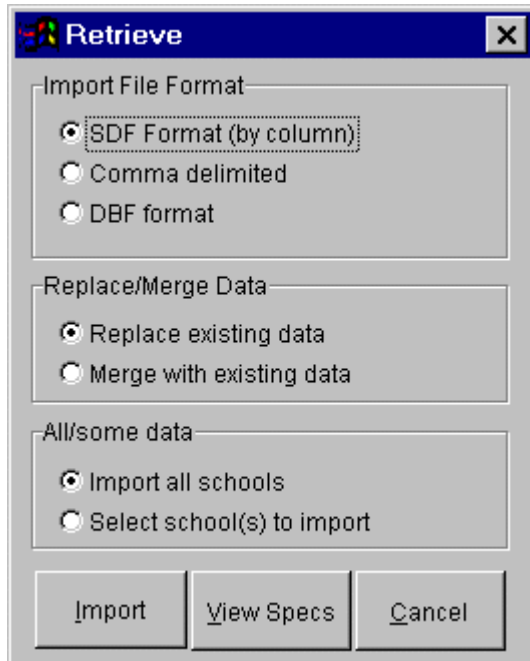 Retrieve
Import File Format
SDF Format (by column)
Comma delimited
DBF format
Replace/Merge Data
Replace existing data
Merge with existing data
All/some data
Import all schools
Select school(s) to import
Import View Specs Cancel